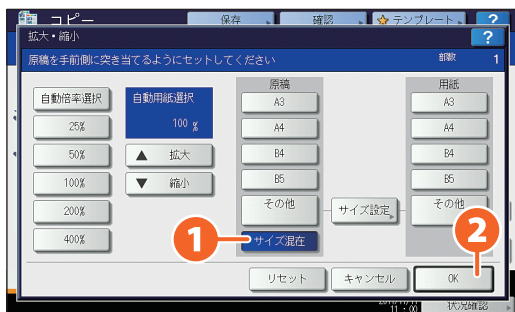 コピー
保存
確認
テンプレート
?
拡大・縮小
?
原稿を手前側に突き当てるようにセットしてください
部数 1
自動倍率選択
25%
50%
100%
200%
400%
自動用紙選択
100 %
▲ 拡大
▼ 縮小
原稿
A3
A4
B4
B5
その他
サイズ混在
サイズ設定
用紙
A3
A4
B4
B5
その他
1
2
リセット
キャンセル
OK
11:00
状況確認